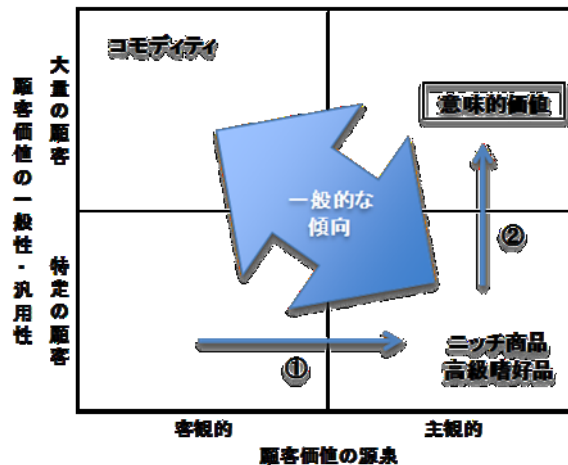 コモディティ
意味的価値
一般的な
傾向
②
①
ニッチ商品
高級嗜好品
顧客価値の一般性・汎用性
大量の顧客
特定の顧客
客観的
主観的
顧客価値の源泉